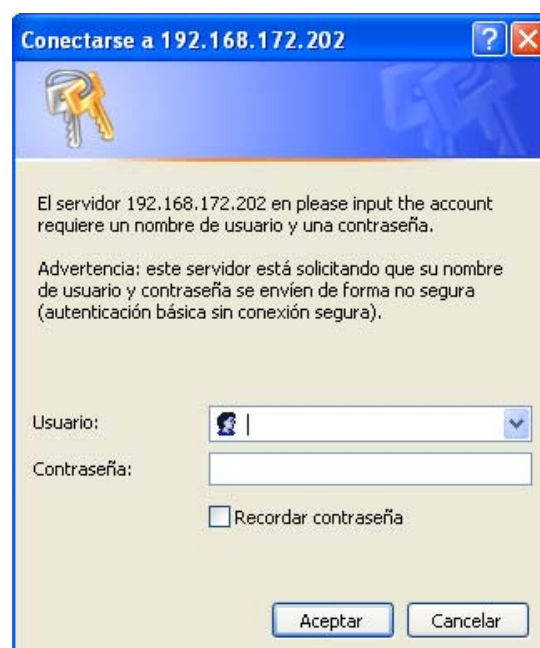 Conectarse a 192.168.172.202
El servidor 192.168.172.202 en please input the account
requiere un nombre de usuario y una contraseña.
Advertencia: este servidor está solicitando que su nombre
de usuario y contraseña se envíen de forma no segura
(autenticación básica sin conexión segura).
Usuario:
Contraseña:
Recordar contraseña
Aceptar Cancelar